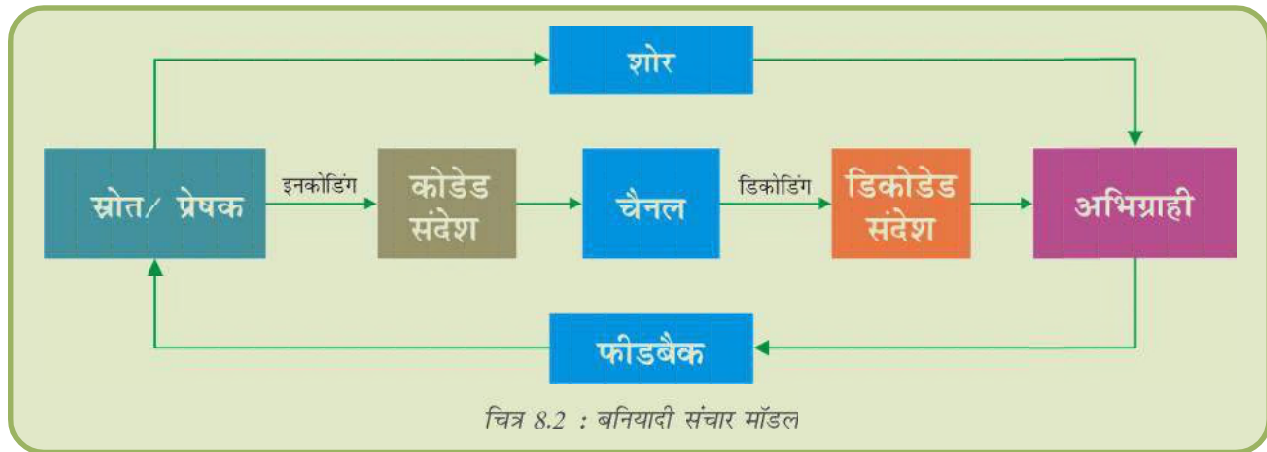 शोर
स्रोत/ प्रेषक
इनकोडिंग
कोडेड
संदेश
चैनल
डिकोडिंग
डिकोडेड
संदेश
अभिग्राही
फीडबैक
चित्र 8.2 : बनियादी संचार मॉडल